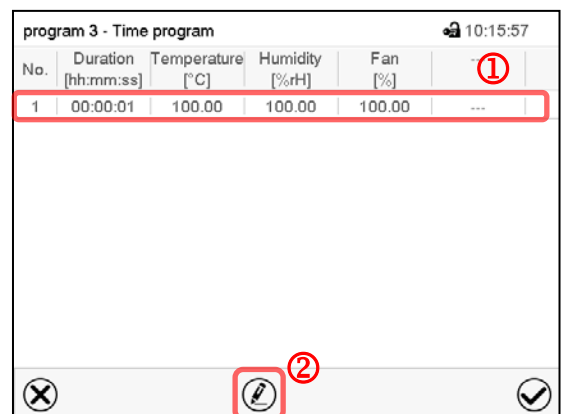 program 3 - Time program 10:15:57
No. Duration [hh:mm:ss] Temperature [°C] Humidity [%rH] Fan [%] ---
①
1 00:00:01 100.00 100.00 100.00 ---
②